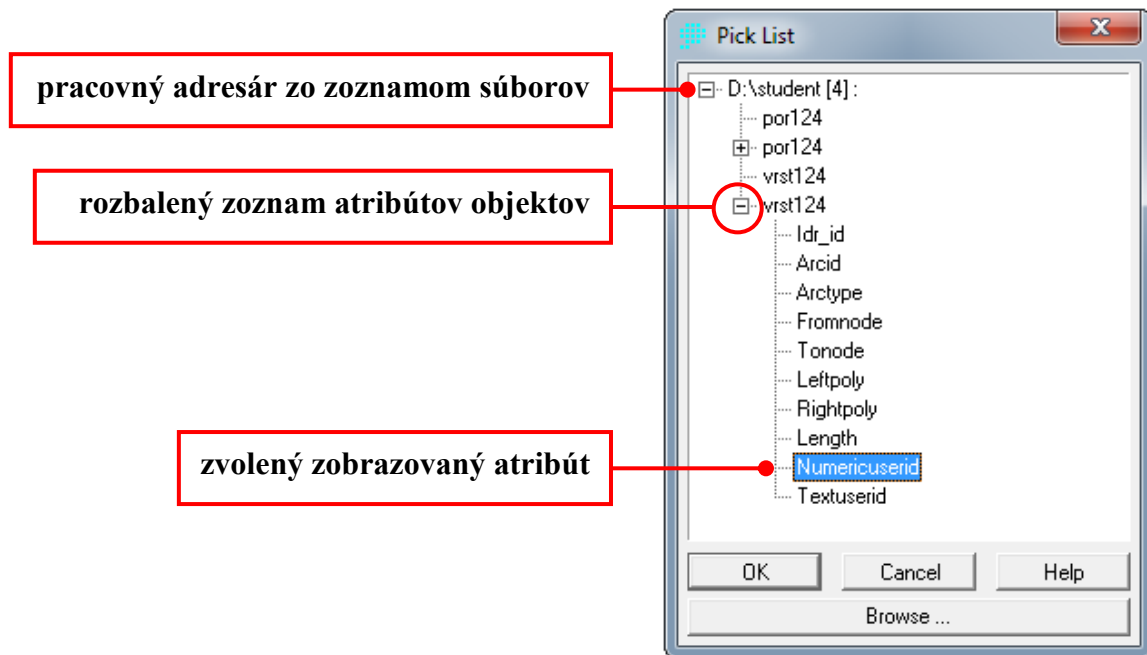 Pick List
pracovný adresár zo zoznamom súborov
D:\student [4] :
por124
por124
vrst124
rozbalený zoznam atribútov objektov
vrst124
Idr_id
Arcid
Arctype
Fromnode
Tonode
Leftpoly
Rightpoly
Length
zvolený zobrazovaný atribút
Numericuserid
Textuserid
OK
Cancel
Help
Browse ...